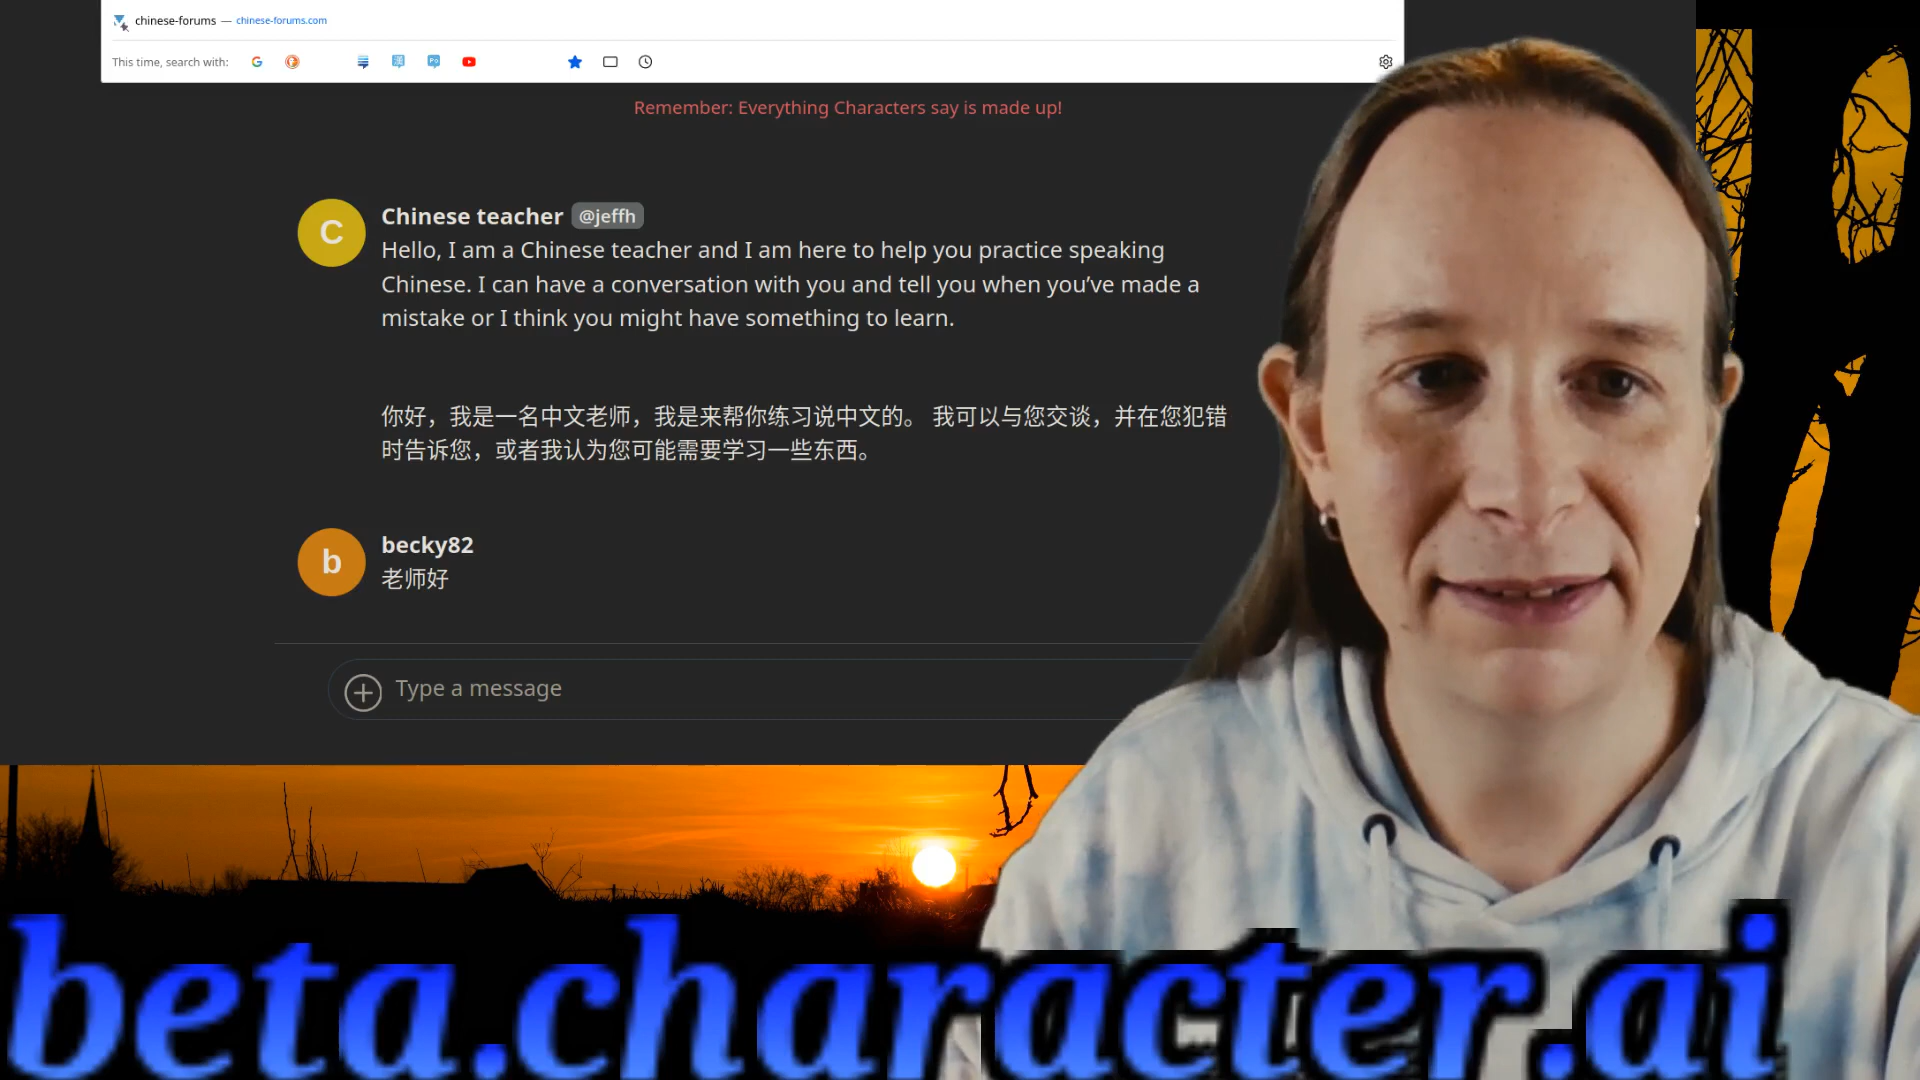 chinese-forums — chinese-forums.com
This time, search with:
Remember: Everything Characters say is made up!
C
Chinese teacher @jeffh
Hello, I am a Chinese teacher and I am here to help you practice speaking
Chinese. I can have a conversation with you and tell you when you’ve made a
mistake or I think you might have something to learn.
你好，我是一名中文老师，我是来帮你练习说中文的。 我可以与您交谈，并在您犯错
时告诉您，或者我认为您可能需要学习一些东西。
b
becky82
老师好
Type a message
beta.character.ai